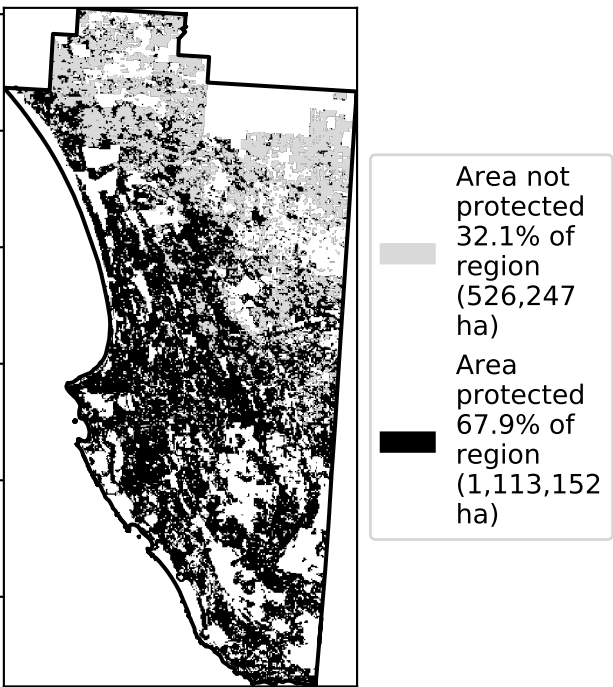 Area not
protected
32.1% of
region
(526,247
ha)
Area
protected
67.9% of
region
(1,113,152
ha)